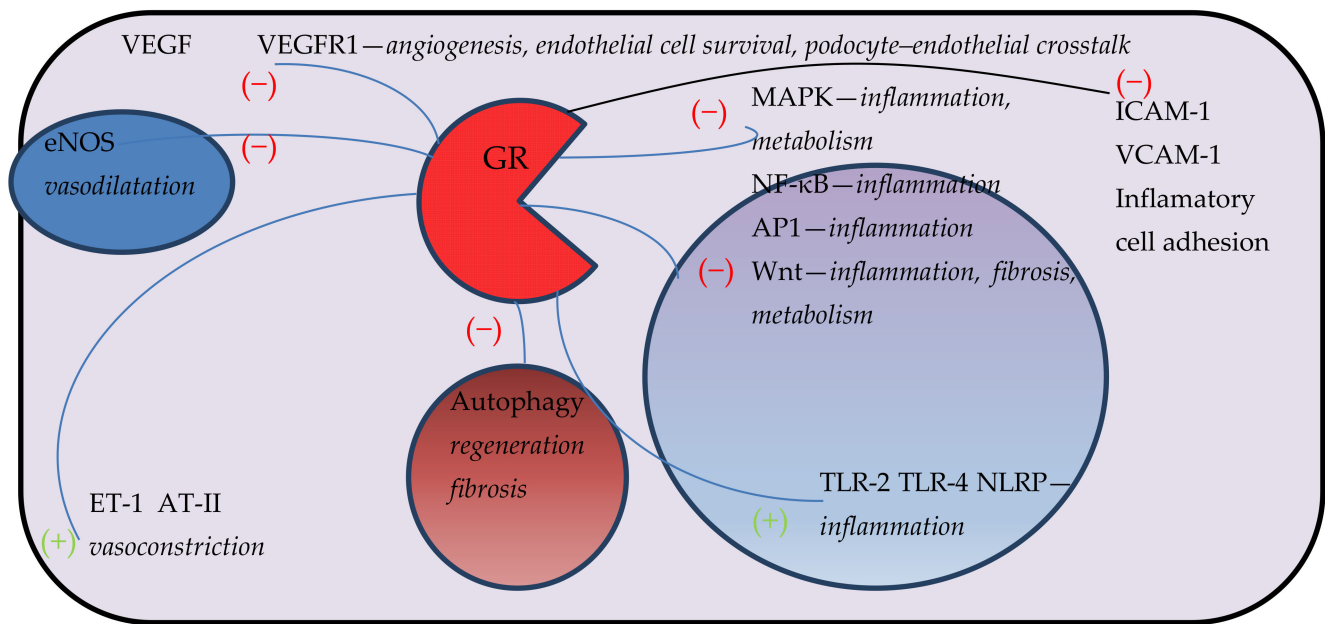 VEGF VEGFR1—angiogenesis, endothelial cell survival, podocyte–endothelial crosstalk
(−)
(−)
eNOS
vasodilatation
(−)
GR
(−)
MAPK—inflammation,
metabolism
NF-κB—inflammation
AP1—inflammation
(−)
Wnt—inflammation, fibrosis,
metabolism
ICAM-1
VCAM-1
Inflamatory
cell adhesion
(−)
Autophagy
regeneration
fibrosis
ET-1 AT-II
(+)
vasoconstriction
TLR-2 TLR-4 NLRP—
(+)
inflammation